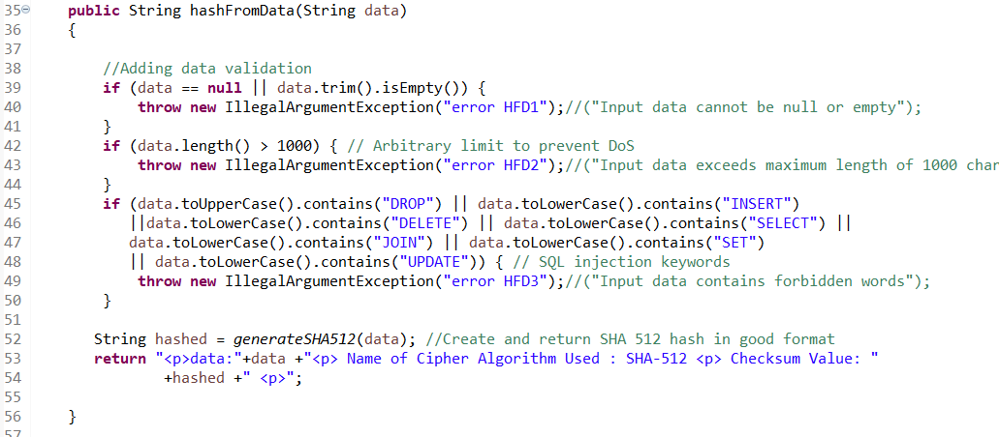 35 public String hashFromData(String data)
36 {
37
38 //Adding data validation
39 if (data == null || data.trim().isEmpty()) {
40 throw new IllegalArgumentException("error HFD1");//("Input data cannot be null or empty");
41 }
42 if (data.length() > 1000) { // Arbitrary limit to prevent DoS
43 throw new IllegalArgumentException("error HFD2");//("Input data exceeds maximum length of 1000 char
44 }
45 if (data.toUpperCase().contains("DROP") || data.toLowerCase().contains("INSERT")
46 ||data.toLowerCase().contains("DELETE") || data.toLowerCase().contains("SELECT") ||
47 data.toLowerCase().contains("JOIN") || data.toLowerCase().contains("SET")
48 || data.toLowerCase().contains("UPDATE")) { // SQL injection keywords
49 throw new IllegalArgumentException("error HFD3");//("Input data contains forbidden words");
50 }
51
52 String hashed = generateSHA512(data); //Create and return SHA 512 hash in good format
53 return "<p>data:"+data +"<p> Name of Cipher Algorithm Used : SHA-512 <p> Checksum Value: "
54 +hashed +" <p>";
55
56 }
57